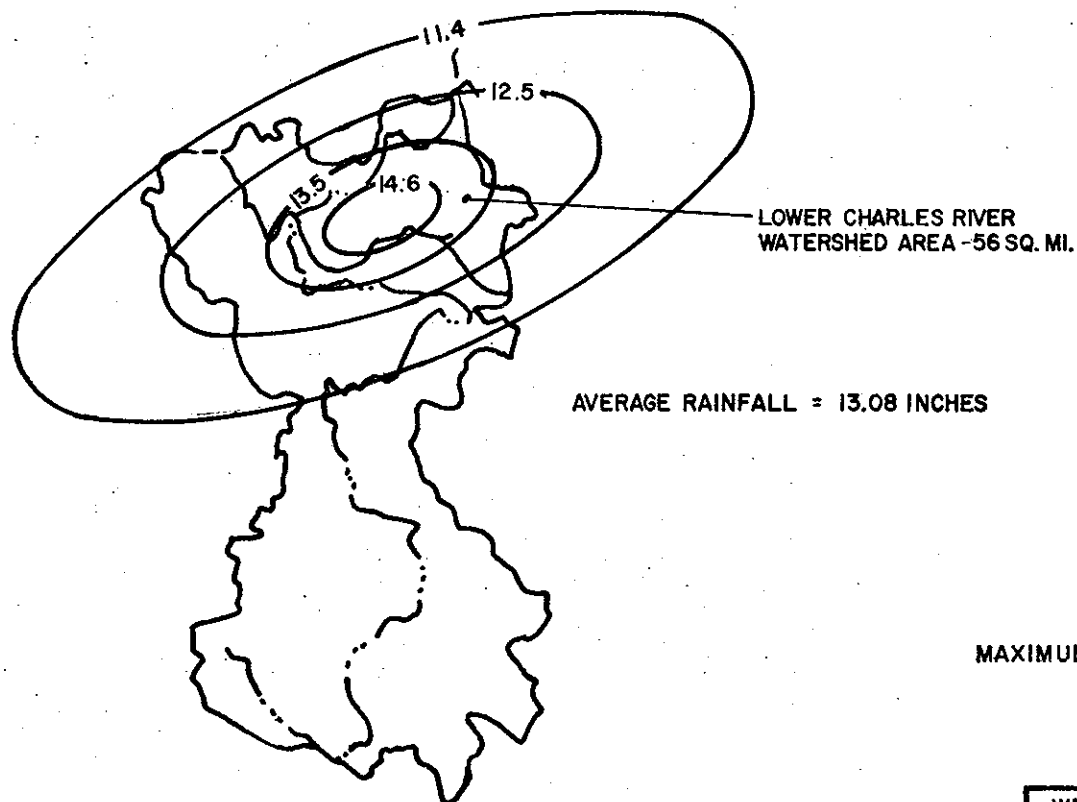 11.4
12.5
13.5
14.6
LOWER CHARLES RIVER
WATERSHED AREA -56 SQ. MI.
AVERAGE RAINFALL = 13.08 INCHES